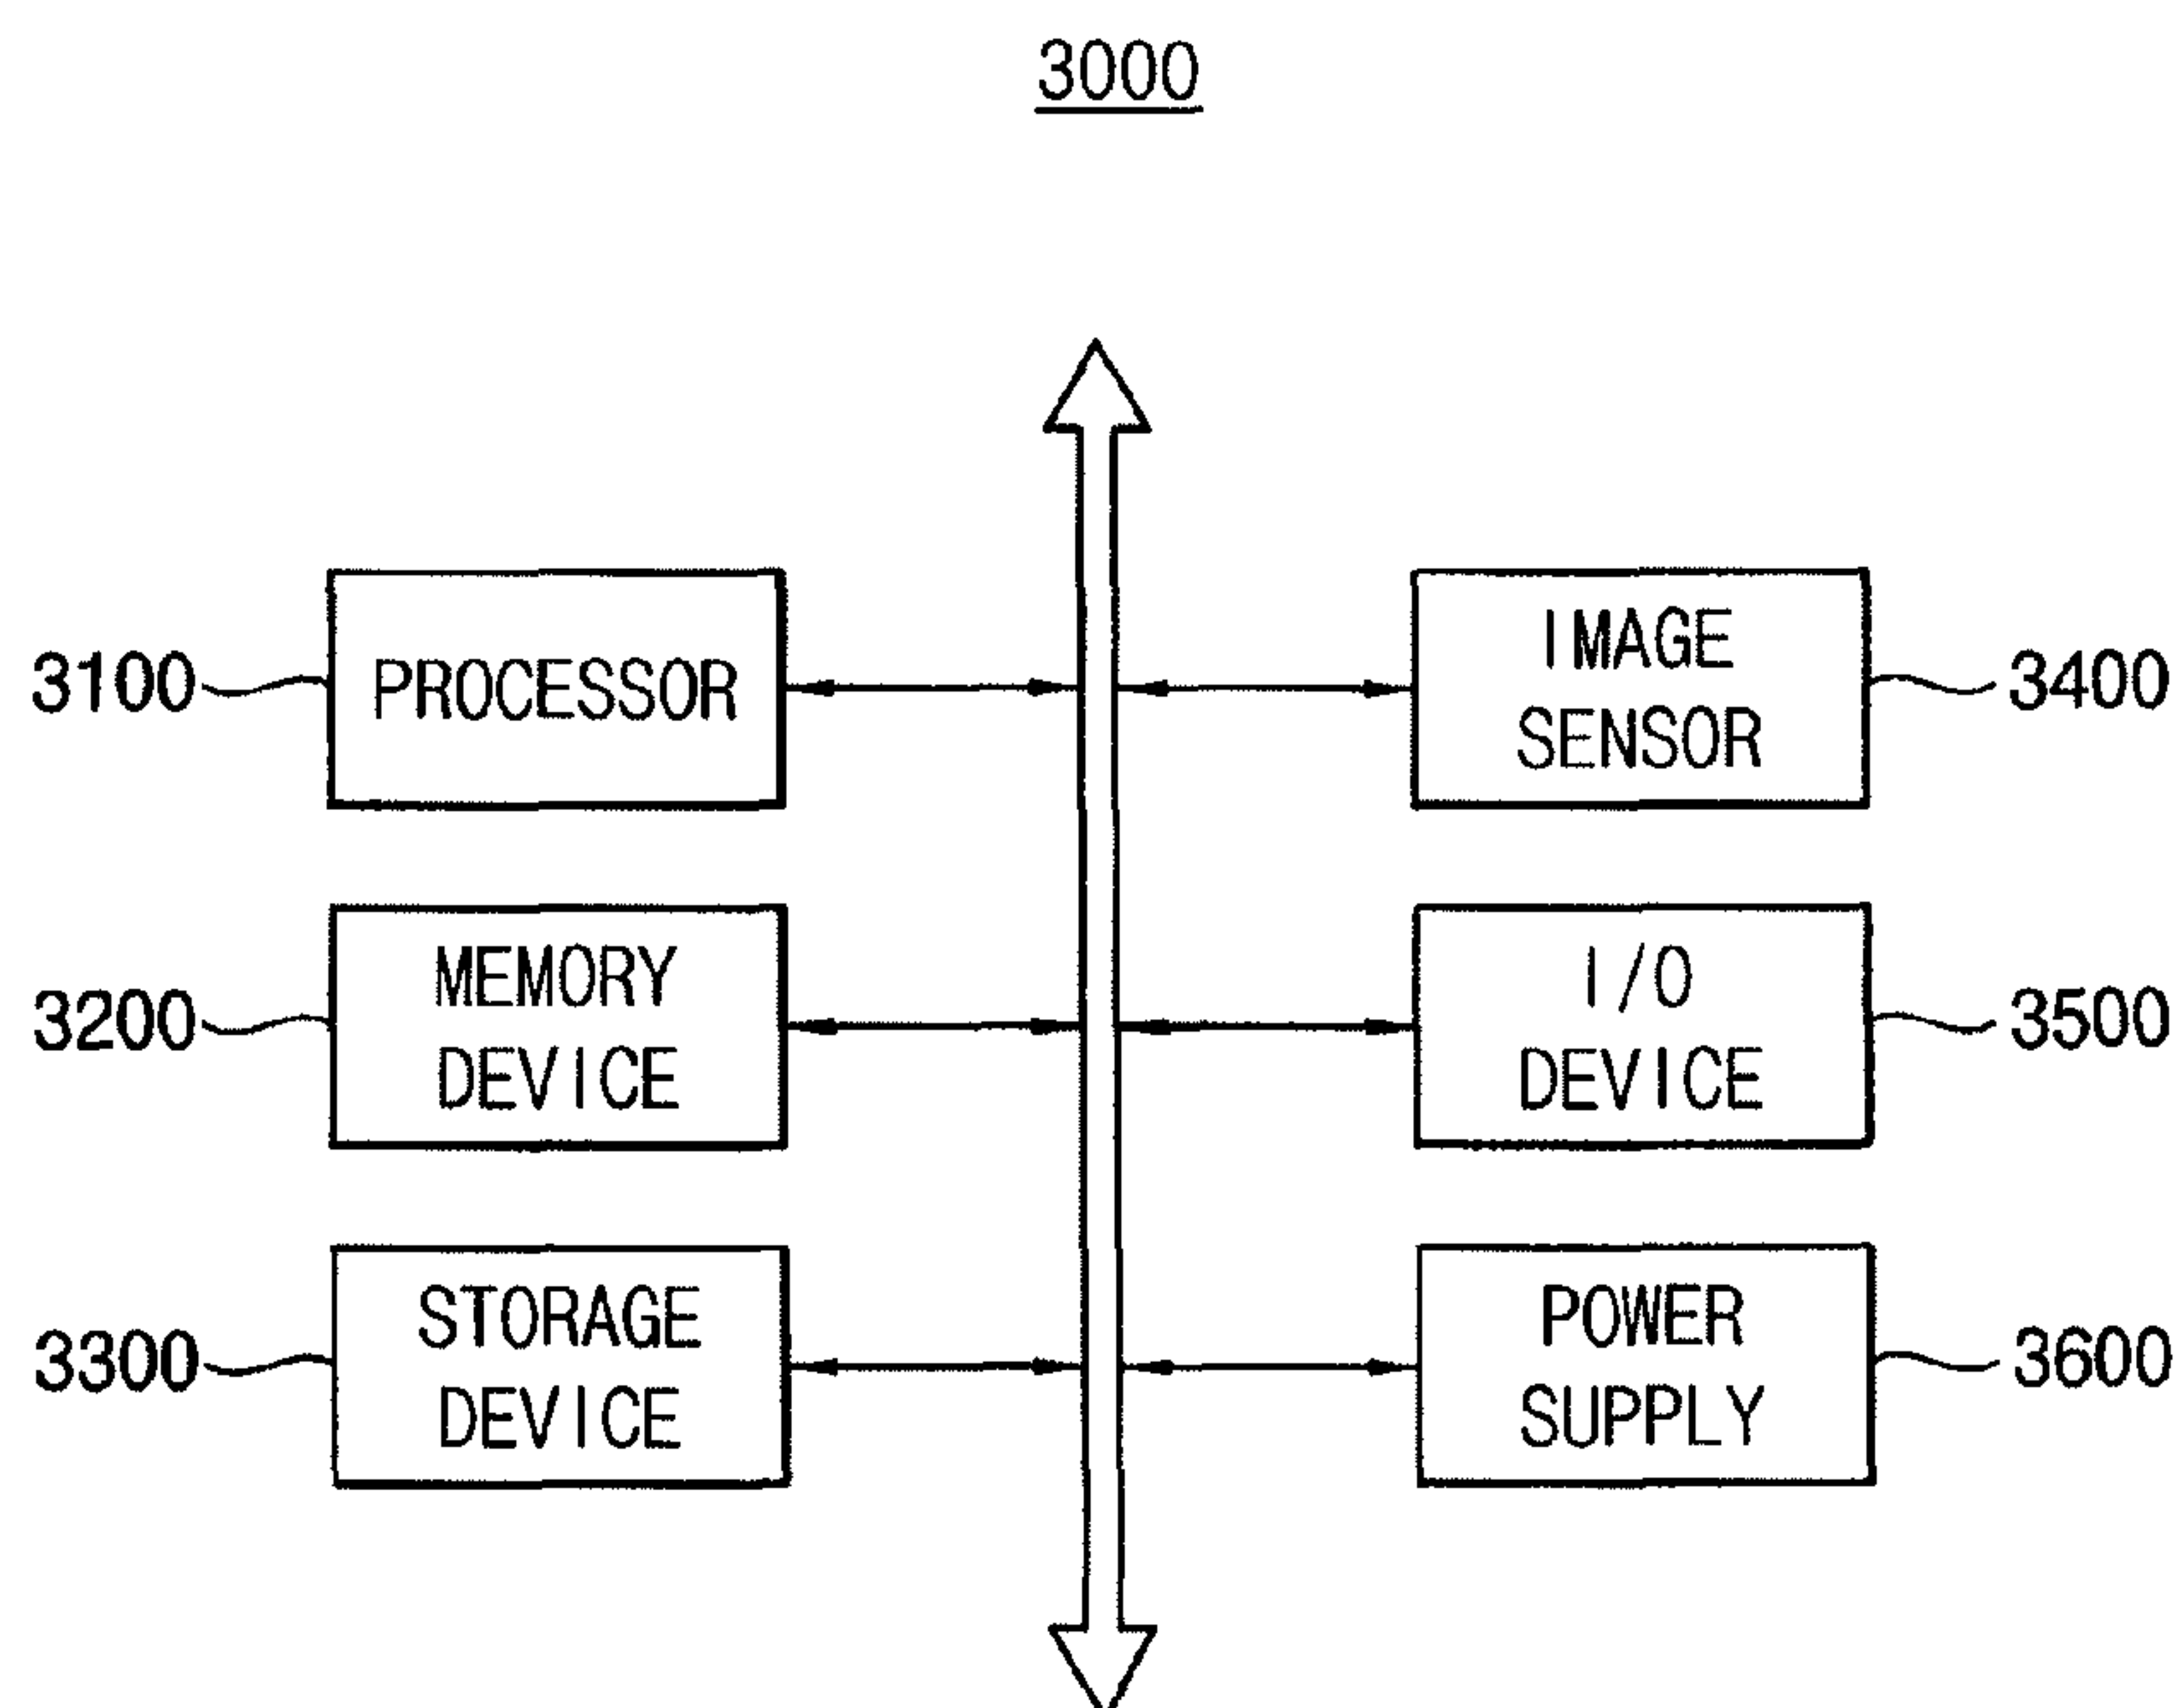 3000
3100
PROCESSOR
IMAGE
SENSOR
3400
3200
MEMORY
DEVICE
I/O
DEVICE
3500
3300
STORAGE
DEVICE
POWER
SUPPLY
3600